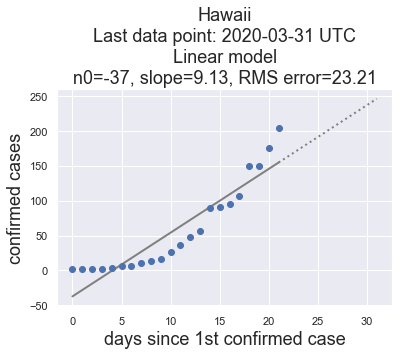 Hawaii
Last data point: 2020-03-31 UTC
Linear model
n0=-37, slope=9.13, RMS error=23.21
250
200
150
100
50
0
−50
confirmed cases
0 5 10 15 20 25 30
days since 1st confirmed case